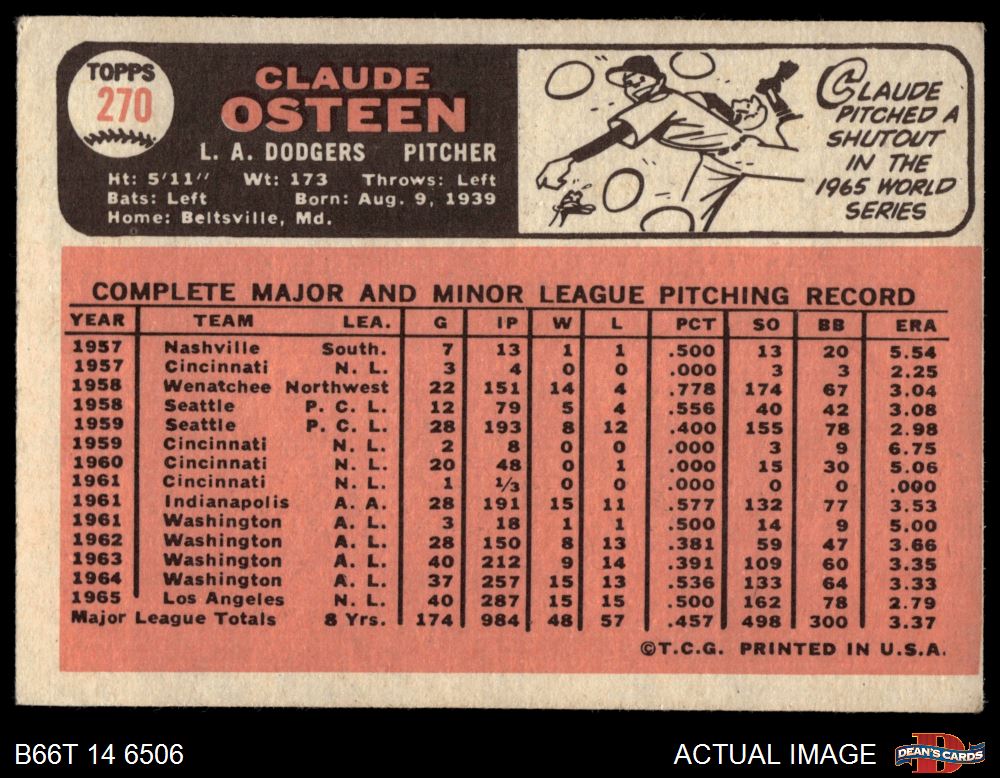 TOPPS
270
CLAUDE
OSTEEN
L. A. DODGERS PITCHER
Ht: 5'11" Wt: 173 Throws: Left
Bats: Left Born: Aug. 9, 1939
Home: Beltsville, Md.
CLAUDE
PITCHED A
SHUTOUT
IN THE
1965 WORLD
SERIES
COMPLETE MAJOR AND MINOR LEAGUE PITCHING RECORD
YEAR TEAM LEA. G IP W L PCT SO BB ERA
1957 Nashville South. 7 13 1 1 .500 13 20 5.54
1957 Cincinnati N. L. 3 4 0 0 .000 3 3 2.25
1958 Wenatchee Northwest 22 151 14 4 .778 174 67 3.04
1958 Seattle P. C. L. 12 79 5 4 .556 40 42 3.08
1959 Seattle P. C. L. 28 193 8 12 .400 155 78 2.98
1959 Cincinnati N. L. 2 8 0 0 .000 3 9 6.75
1960 Cincinnati N. L. 20 48 0 1 .000 15 30 5.06
1961 Cincinnati N. L. 1 1/3 0 0 .000 0 0 .000
1961 Indianapolis A. A. 28 191 15 11 .577 132 77 3.53
1961 Washington A. L. 3 18 1 1 .500 14 9 5.00
1962 Washington A. L. 28 150 8 13 .381 59 47 3.66
1963 Washington A. L. 40 212 9 14 .391 109 60 3.35
1964 Washington A. L. 37 257 15 13 .536 133 64 3.33
1965 Los Angeles N. L. 40 287 15 15 .500 162 78 2.79
Major League Totals 8 Yrs. 174 984 48 57 .457 498 300 3.37
©T.C.G. PRINTED IN U.S.A.
B66T 14 6506
ACTUAL IMAGE
DEAN'S CARDS